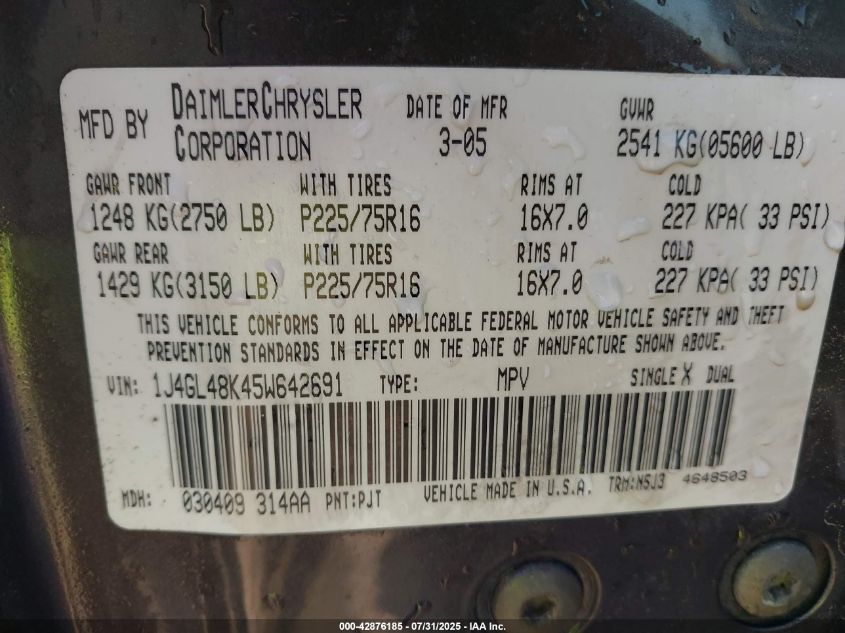 MFD BY DAIMLERCHRYSLER CORPORATION DATE OF MFR 3-05 GVWR 2541 KG(05600 LB)
GAWR FRONT WITH TIRES RIMS AT COLD
1248 KG(2750 LB) P225/75R16 16X7.0 227 KPA( 33 PSI)
GAWR REAR WITH TIRES RIMS AT COLD
1429 KG(3150 LB) P225/75R16 16X7.0 227 KPA( 33 PSI)
THIS VEHICLE CONFORMS TO ALL APPLICABLE FEDERAL MOTOR VEHICLE SAFETY AND THEFT
PREVENTION STANDARDS IN EFFECT ON THE DATE OF MANUFACTURE SHOWN ABOVE.
VIN: 1J4GL48K45W642691 TYPE: MPV SINGLE X DUAL
MDH: 030409 314AA PNT:PJT VEHICLE MADE IN U.S.A. TRM:N5J3 4648503
000-42876185 - 07/31/2025 - IAA Inc.